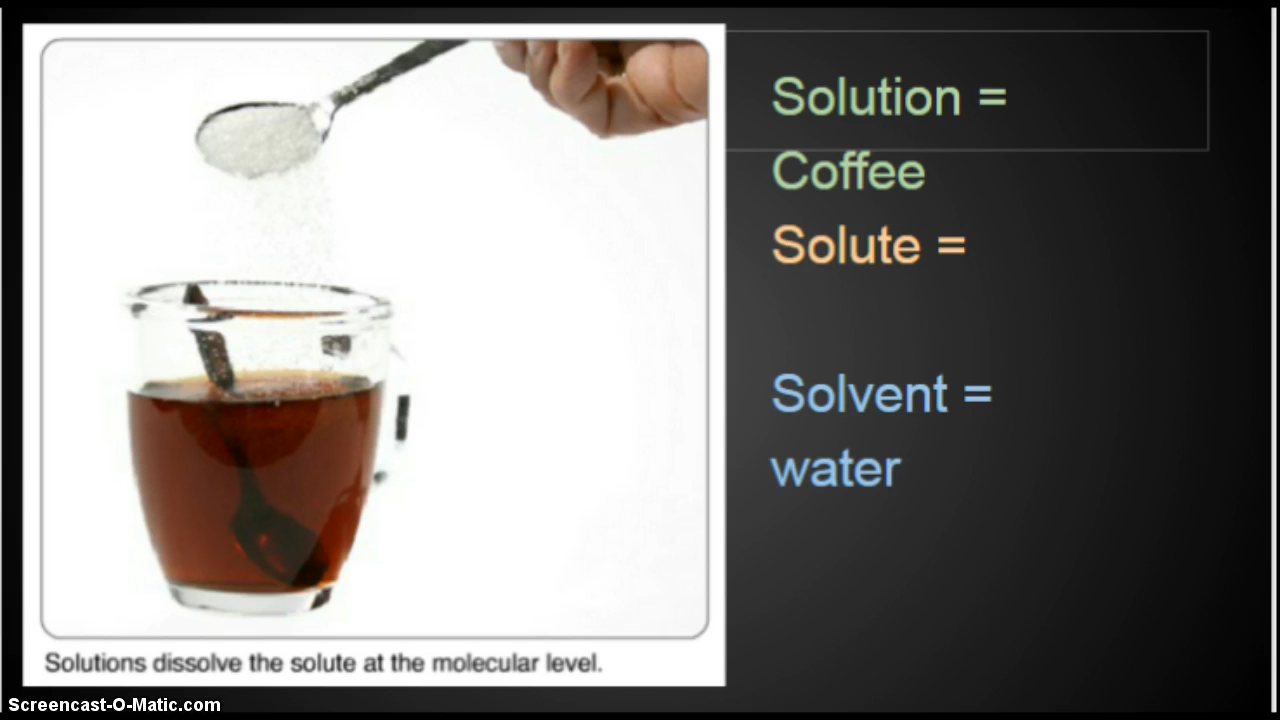 Solution =
Coffee
Solute =
Solvent =
water
Solutions dissolve the solute at the molecular level.
Screencast-O-Matic.com